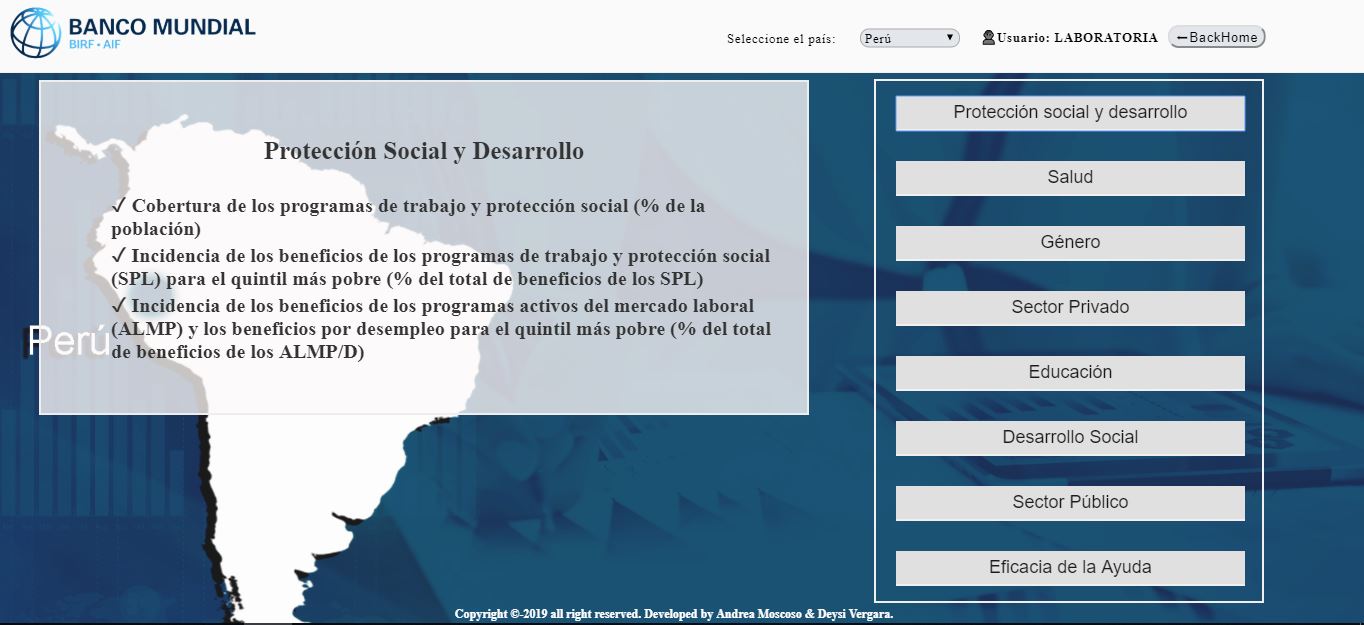 BANCO MUNDIAL
BIRF • AIF
Seleccione el país:
Perú
Usuario: LABORATORIA
←BackHome
Protección Social y Desarrollo
✓ Cobertura de los programas de trabajo y protección social (% de la
población)
✓ Incidencia de los beneficios de los programas de trabajo y protección social
(SPL) para el quintil más pobre (% del total de beneficios de los SPL)
✓ Incidencia de los beneficios de los programas activos del mercado laboral
(ALMP) y los beneficios por desempleo para el quintil más pobre (% del total
de beneficios de los ALMP/D)
Perú
Protección social y desarrollo
Salud
Género
Sector Privado
Educación
Desarrollo Social
Sector Público
Eficacia de la Ayuda
Copyright ©-2019 all right reserved. Developed by Andrea Moscoso & Deysi Vergara.